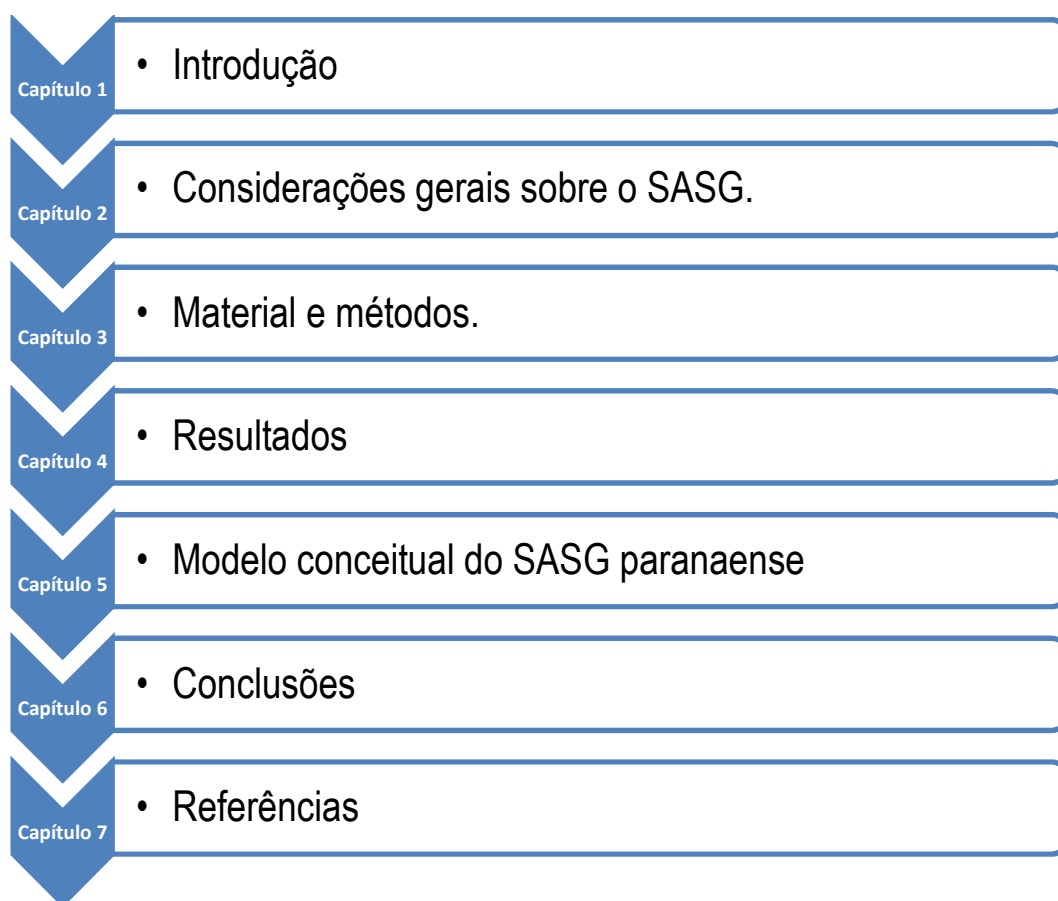 Capítulo 1
• Introdução
Capítulo 2
• Considerações gerais sobre o SASG.
Capítulo 3
• Material e métodos.
Capítulo 4
• Resultados
Capítulo 5
• Modelo conceitual do SASG paranaense
Capítulo 6
• Conclusões
Capítulo 7
• Referências